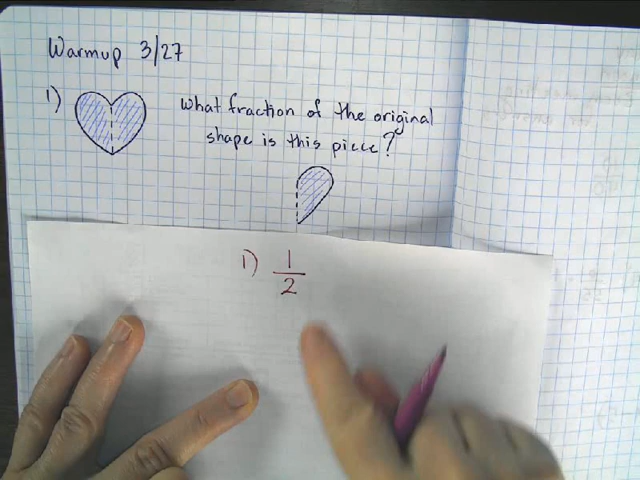 Warmup 3/27
1)
What fraction of the original
shape is this piece?
1) 1/2